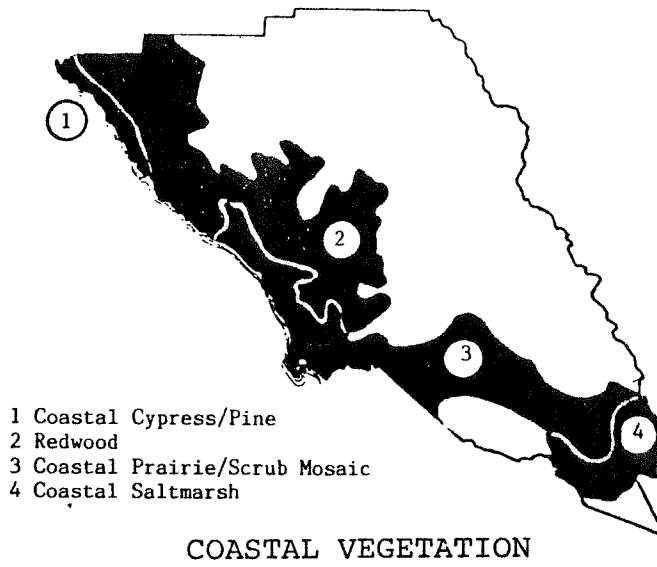 1
2
3
4
1 Coastal Cypress/Pine
2 Redwood
3 Coastal Prairie/Scrub Mosaic
4 Coastal Saltmarsh
COASTAL VEGETATION